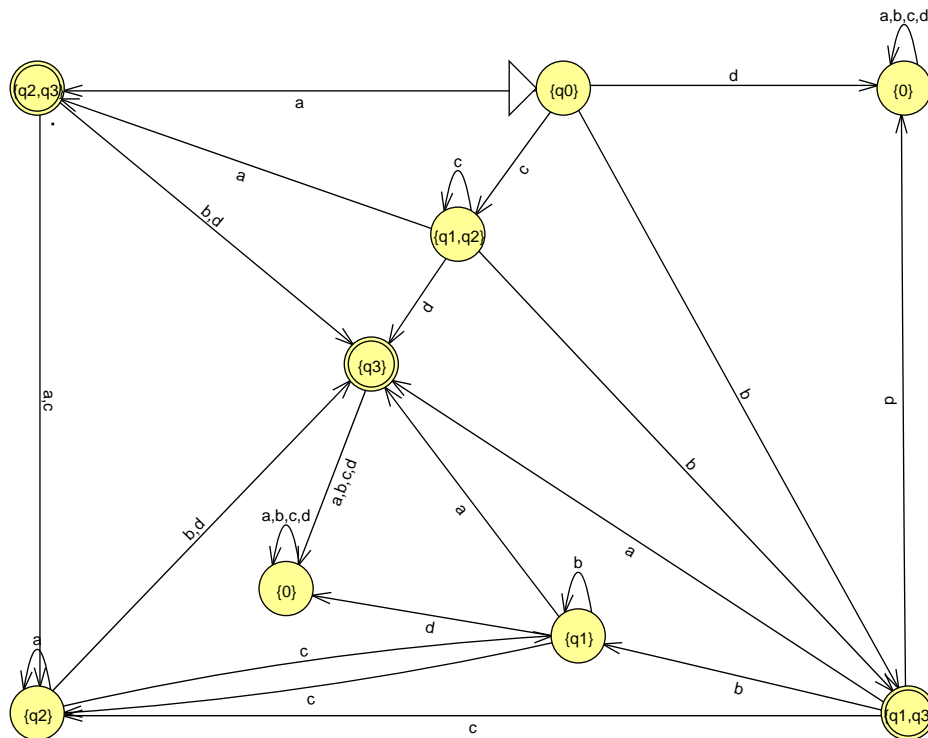 a,b,c,d
{q2,q3}
a
{q0}
d
{0}
c
c
a
b,d
{q1,q2}
d
{q3}
b
d
a,c
b
a,b,c,d
a
a
b,d
a,b,c,d
{0}
b
d
{q1}
a
c
b
c
{q2}
c
{q1,q3